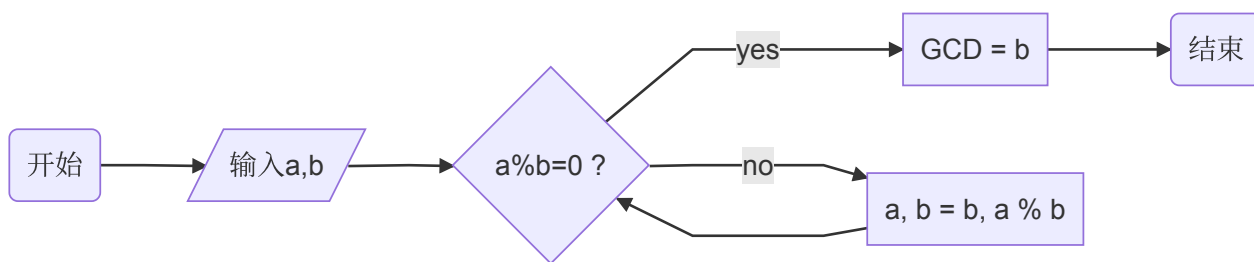 开始
输入a,b
a%b=0 ?
yes
GCD = b
结束
no
a, b = b, a % b